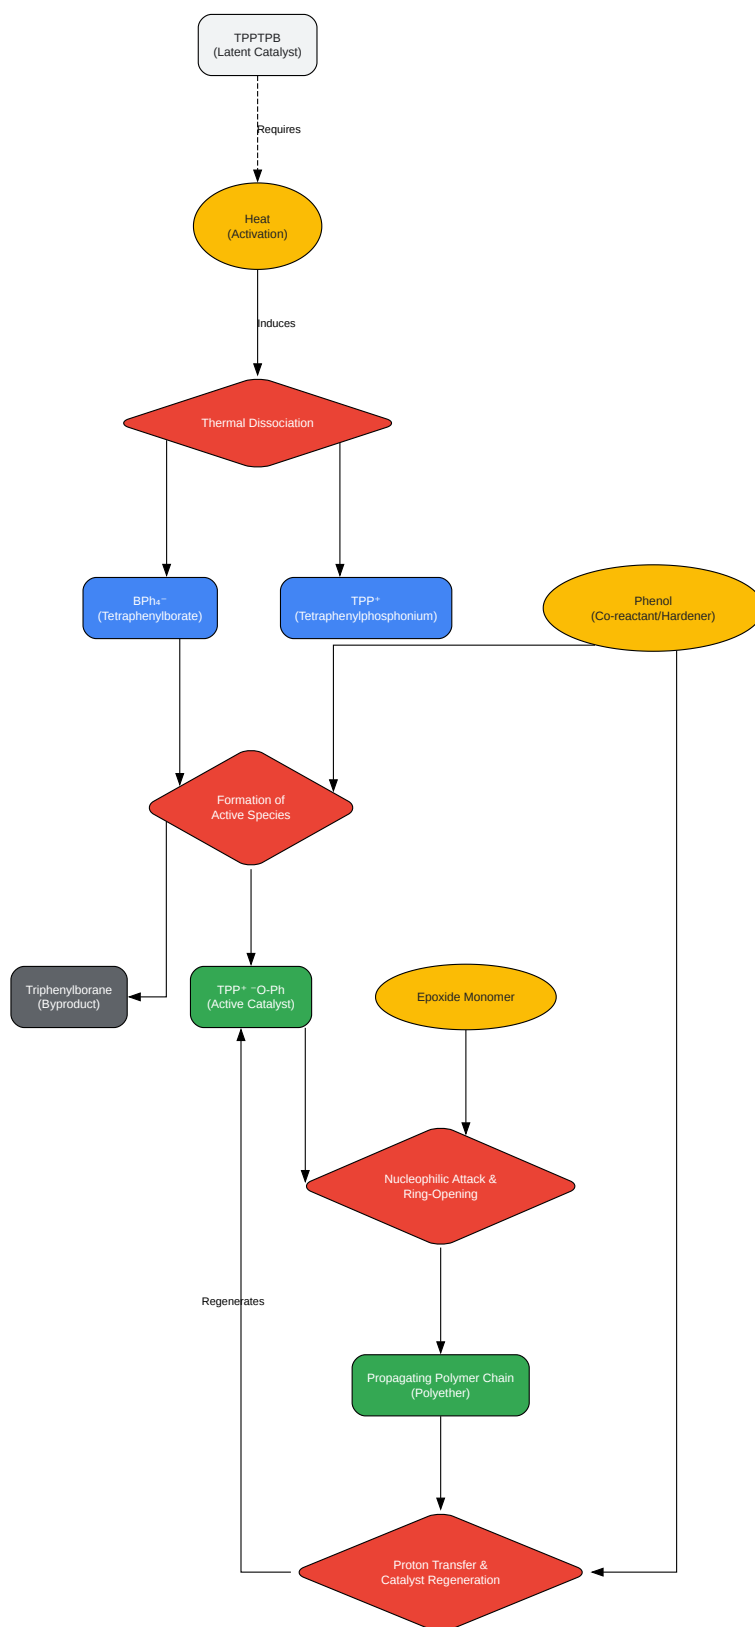 TPPTPB
(Latent Catalyst)
Requires
Heat
(Activation)
Induces
Thermal Dissociation
BPh₄⁻
(Tetraphenylborate)
TPP⁺
(Tetraphenylphosphonium)
Phenol
(Co-reactant/Hardener)
Formation of
Active Species
Triphenylborane
(Byproduct)
TPP⁺ ⁻O-Ph
(Active Catalyst)
Epoxide Monomer
Nucleophilic Attack &
Ring-Opening
Regenerates
Propagating Polymer Chain
(Polyether)
Proton Transfer &
Catalyst Regeneration